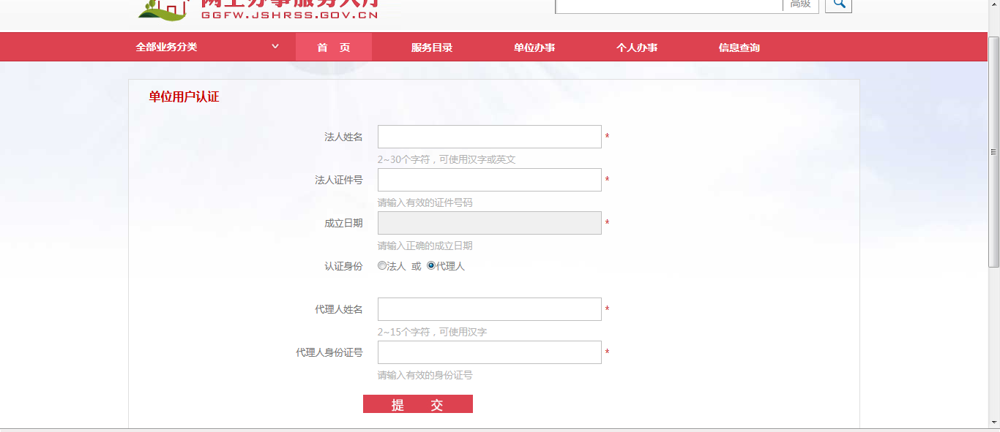 网上办事服务大厅
GGFW.JSHRSS.GOV.CN
高级
全部业务分类 首 页 服务目录 单位办事 个人办事 信息查询
单位用户认证
法人姓名 *
2~30个字符，可使用汉字或英文
法人证件号 *
请输入有效的证件号码
成立日期 *
请输入正确的成立日期
认证身份 法人 或 代理人
代理人姓名 *
2~15个字符，可使用汉字
代理人身份证号 *
请输入有效的身份证号
提 交